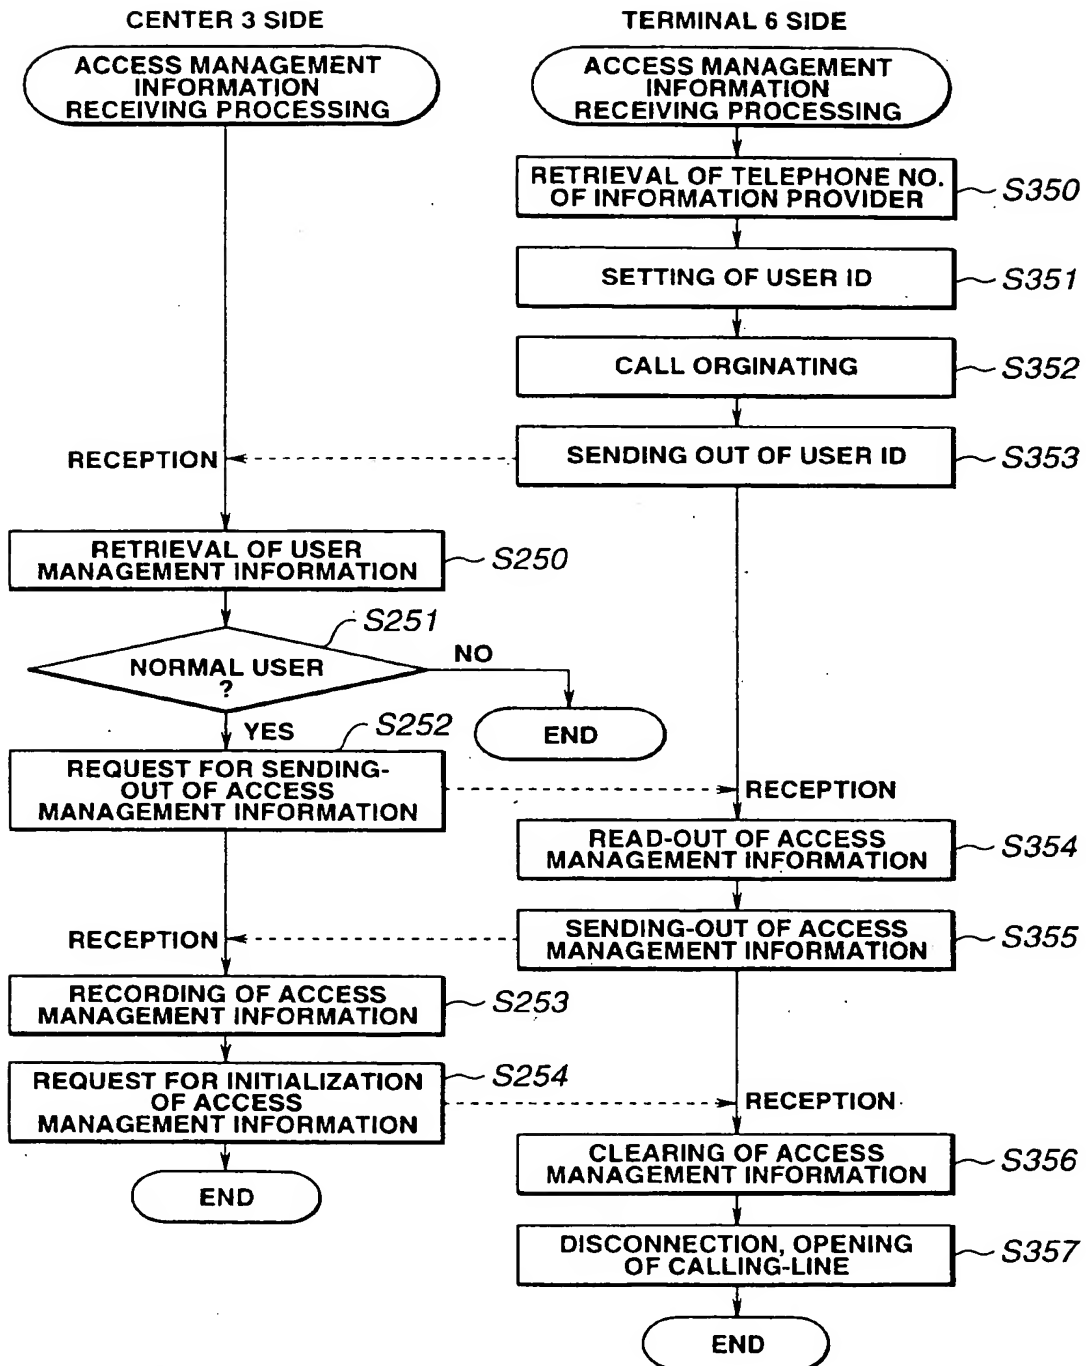 CENTER 3 SIDE
ACCESS MANAGEMENT
INFORMATION
RECEIVING PROCESSING
RECEPTION
RETRIEVAL OF USER
MANAGEMENT INFORMATION
S250
S251
NORMAL USER
?
NO
END
YES
S252
REQUEST FOR SENDING-
OUT OF ACCESS
MANAGEMENT INFORMATION
RECEPTION
RECORDING OF ACCESS
MANAGEMENT INFORMATION
S253
REQUEST FOR INITIALIZATION
OF ACCESS
MANAGEMENT INFORMATION
S254
END
TERMINAL 6 SIDE
ACCESS MANAGEMENT
INFORMATION
RECEIVING PROCESSING
RETRIEVAL OF TELEPHONE NO.
OF INFORMATION PROVIDER
S350
SETTING OF USER ID
S351
CALL ORGINATING
S352
SENDING OUT OF USER ID
S353
RECEPTION
READ-OUT OF ACCESS
MANAGEMENT INFORMATION
S354
SENDING-OUT OF ACCESS
MANAGEMENT INFORMATION
S355
RECEPTION
CLEARING OF ACCESS
MANAGEMENT INFORMATION
S356
DISCONNECTION, OPENING
OF CALLING-LINE
S357
END